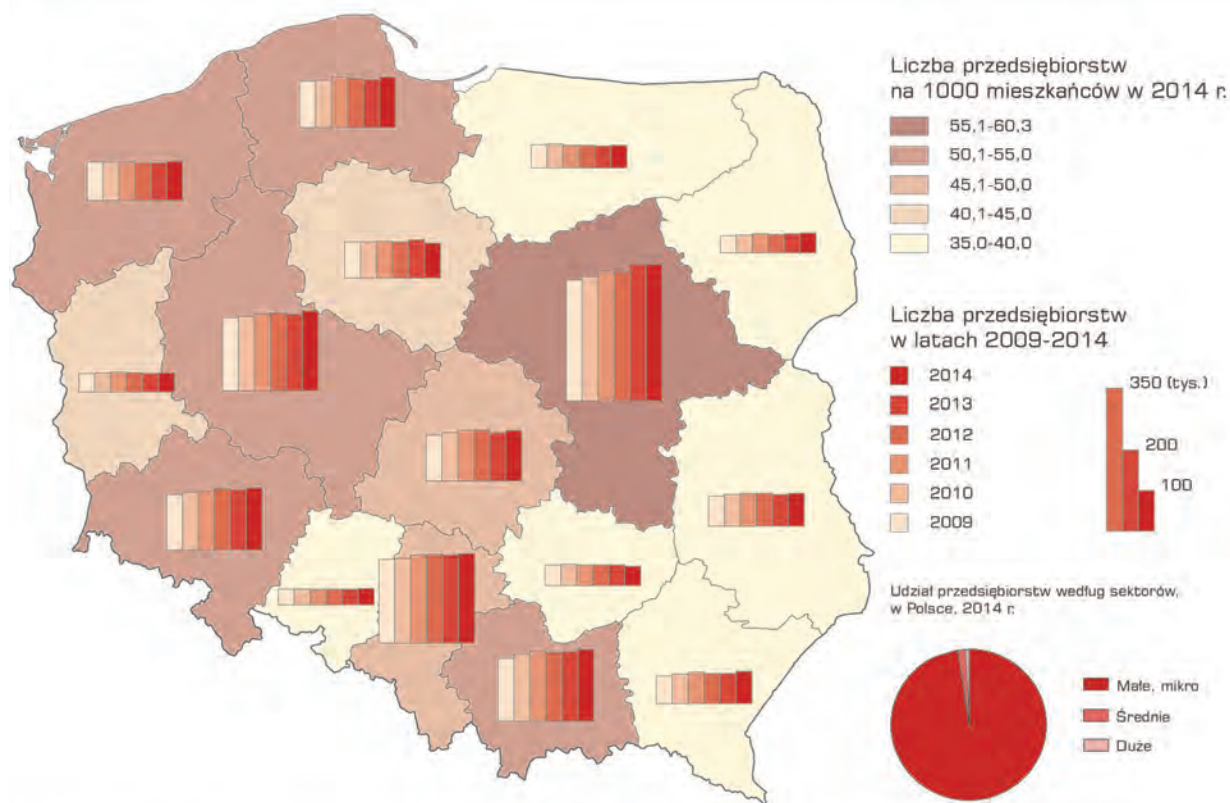 Liczba przedsiębiorstw
na 1000 mieszkańców w 2014 r.
55,1-60,3
50,1-55,0
45,1-50,0
40,1-45,0
35,0-40,0
Liczba przedsiębiorstw
w latach 2009-2014
2014
2013
2012
2011
2010
2009
350 (tys.)
200
100
Udział przedsiębiorstw według sektorów,
w Polsce, 2014 r.
Małe, mikro
Średnie
Duże